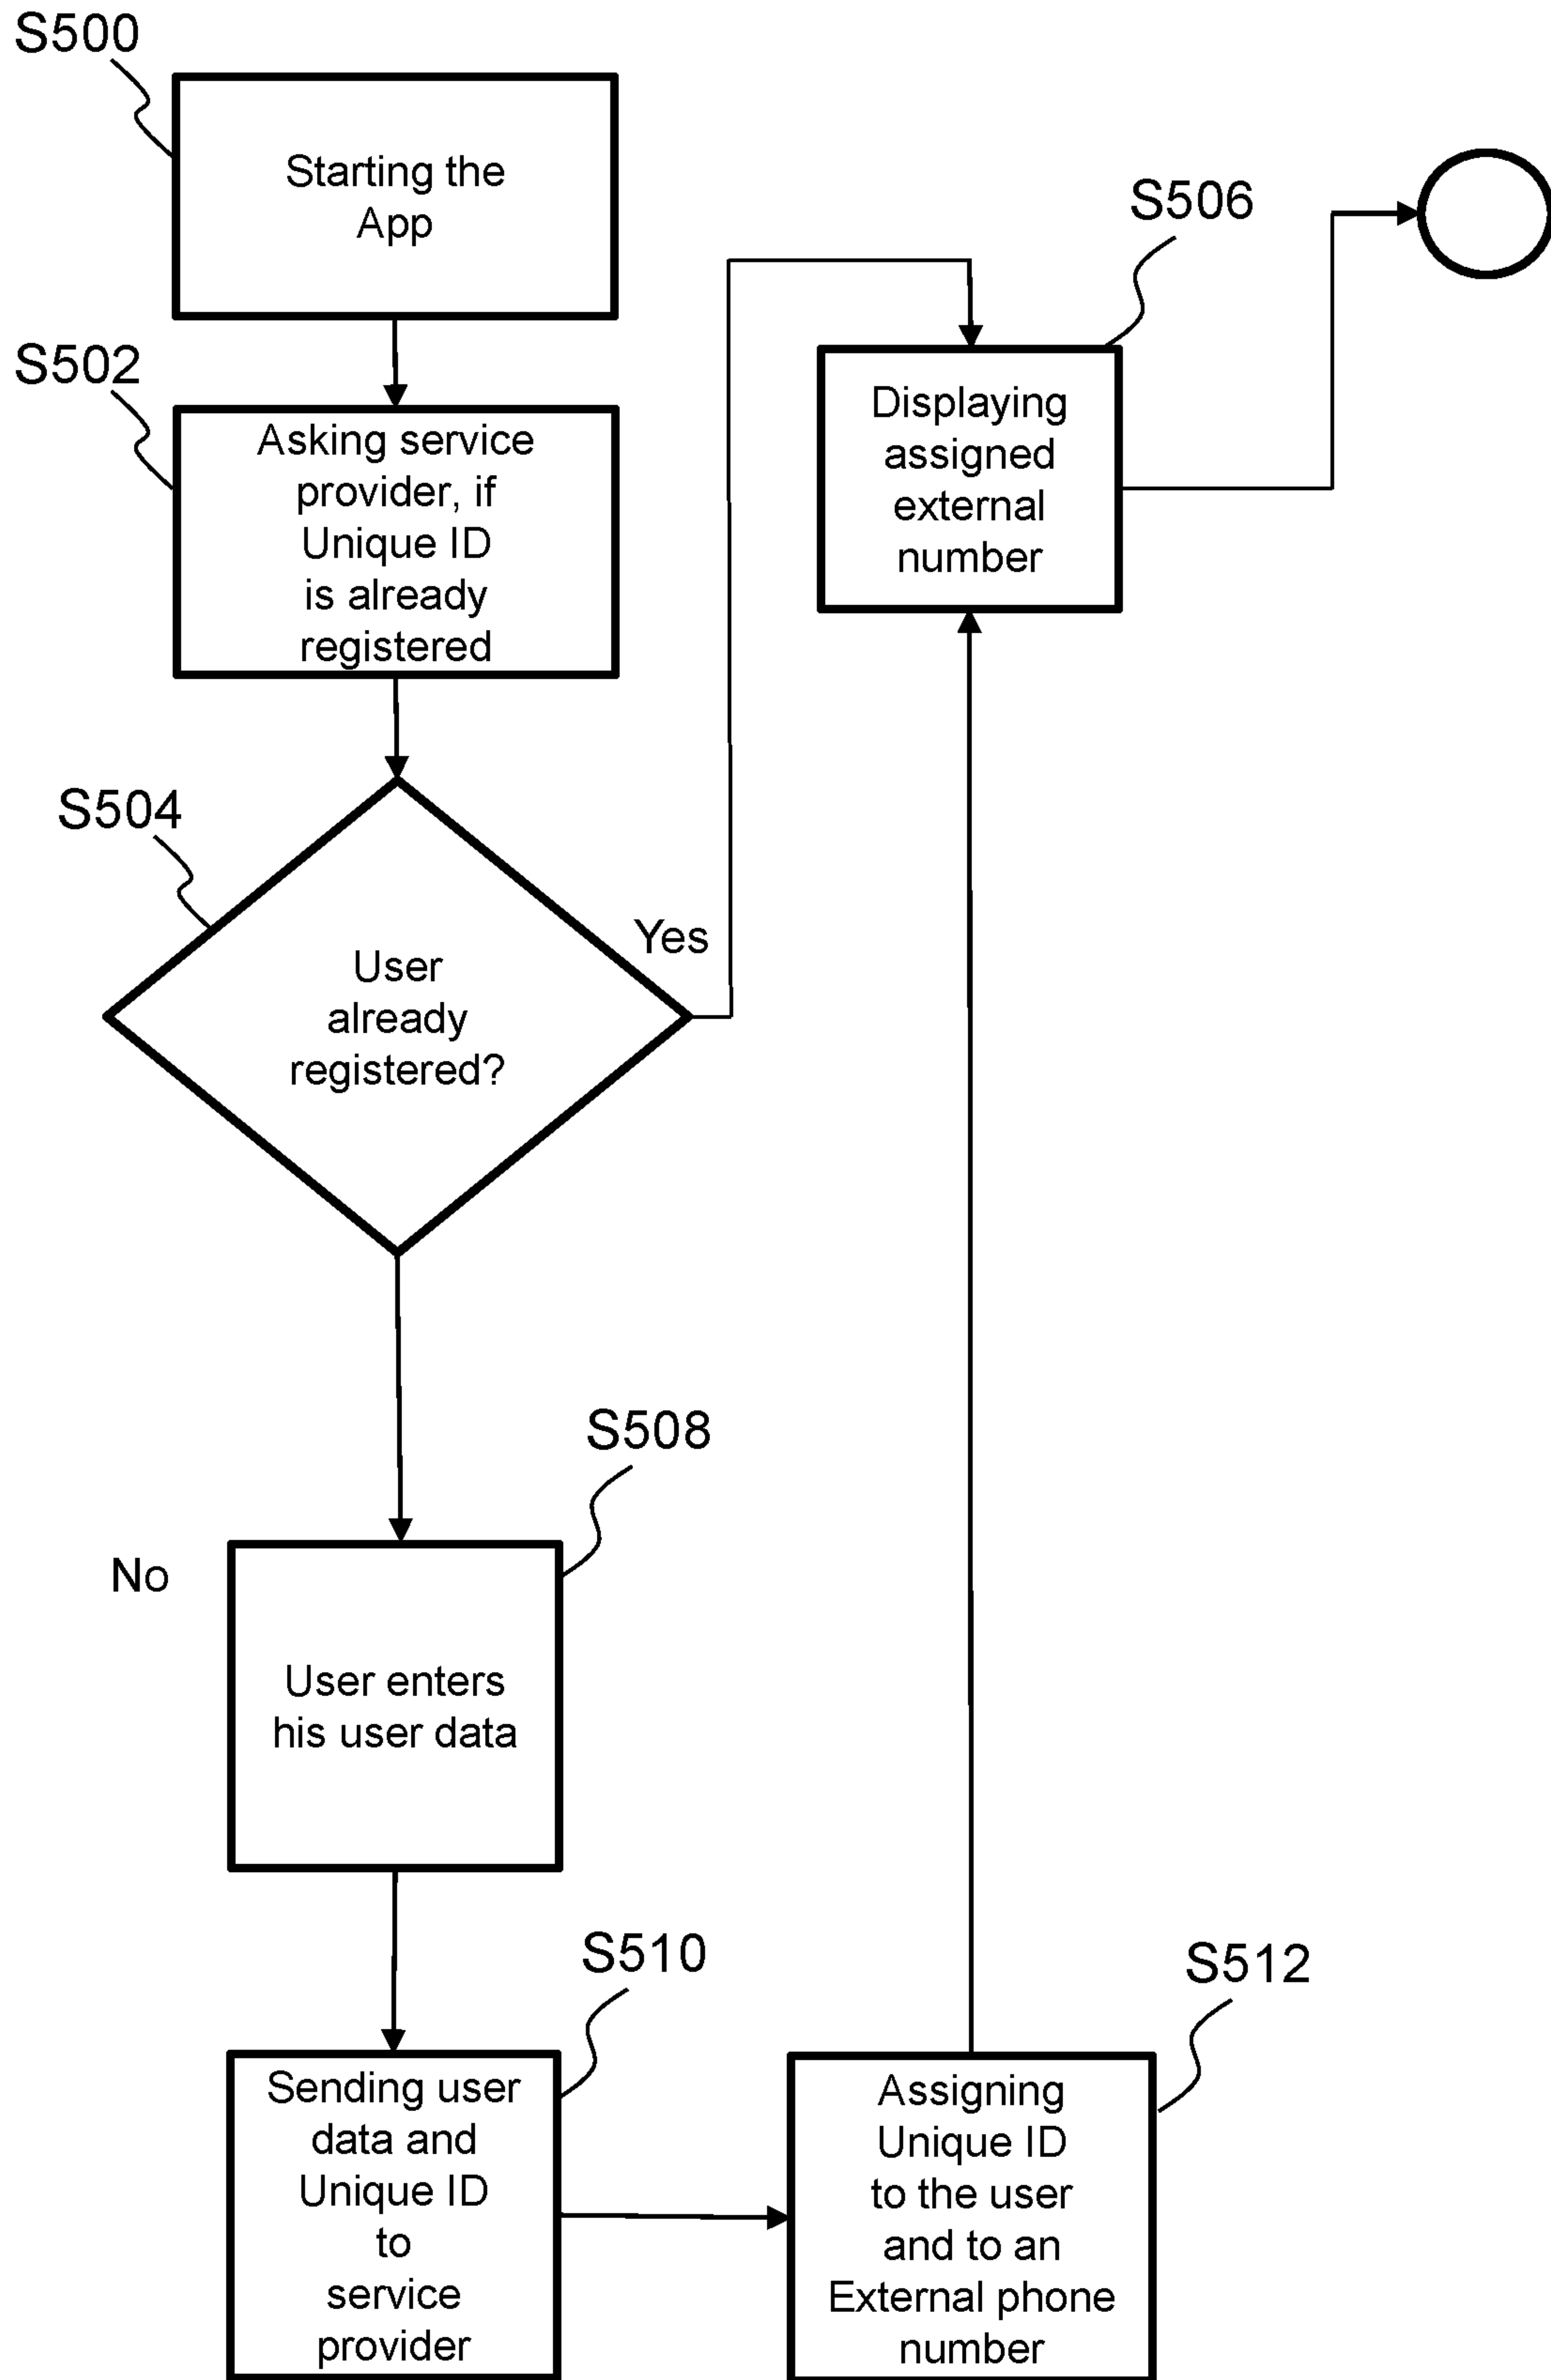 S500
Starting the
App
S502
Asking service
provider, if
Unique ID
is already
registered
S504
User
already
registered?
Yes
S506
Displaying
assigned
external
number
No
S508
User enters
his user data
S510
Sending user
data and
Unique ID
to
service
provider
S512
Assigning
Unique ID
to the user
and to an
External phone
number